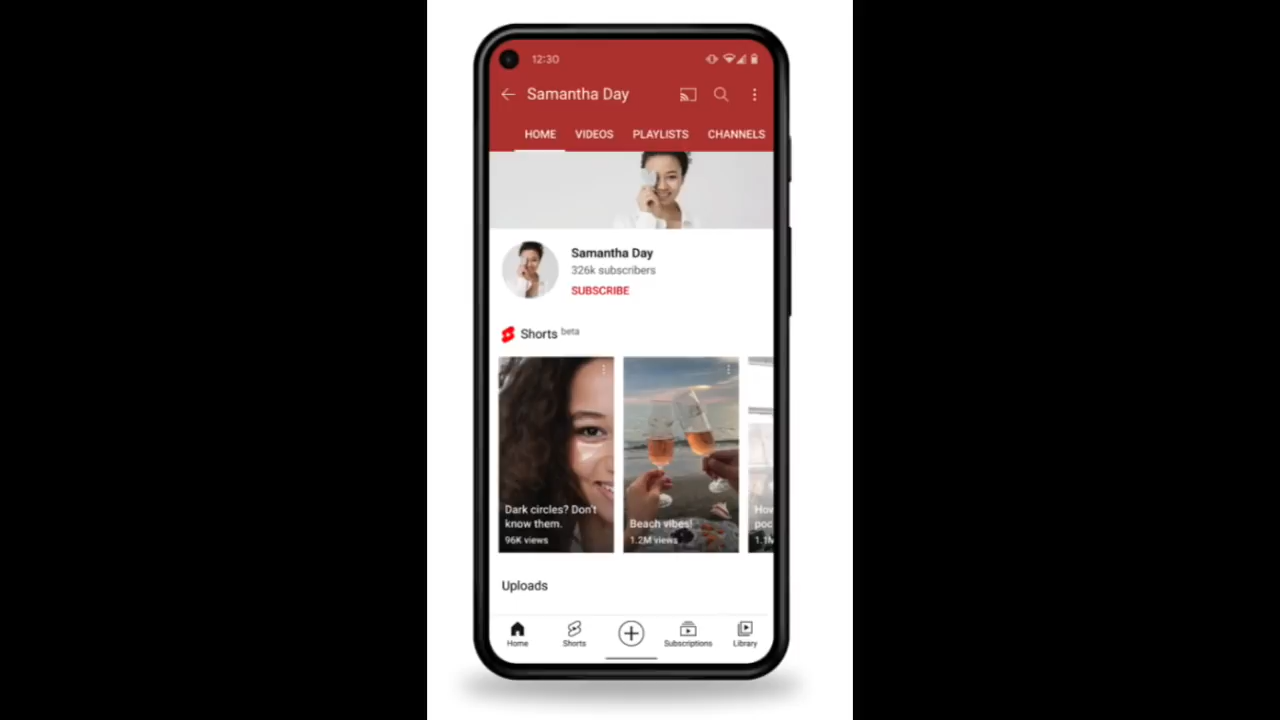 12:30
Samantha Day
HOME VIDEOS PLAYLISTS CHANNELS
Samantha Day
326k subscribers
SUBSCRIBE
Shorts beta
Dark circles? Don't
know them.
96K views
Beach vibes!
1.2M views
Uploads
Home Shorts Subscriptions Library